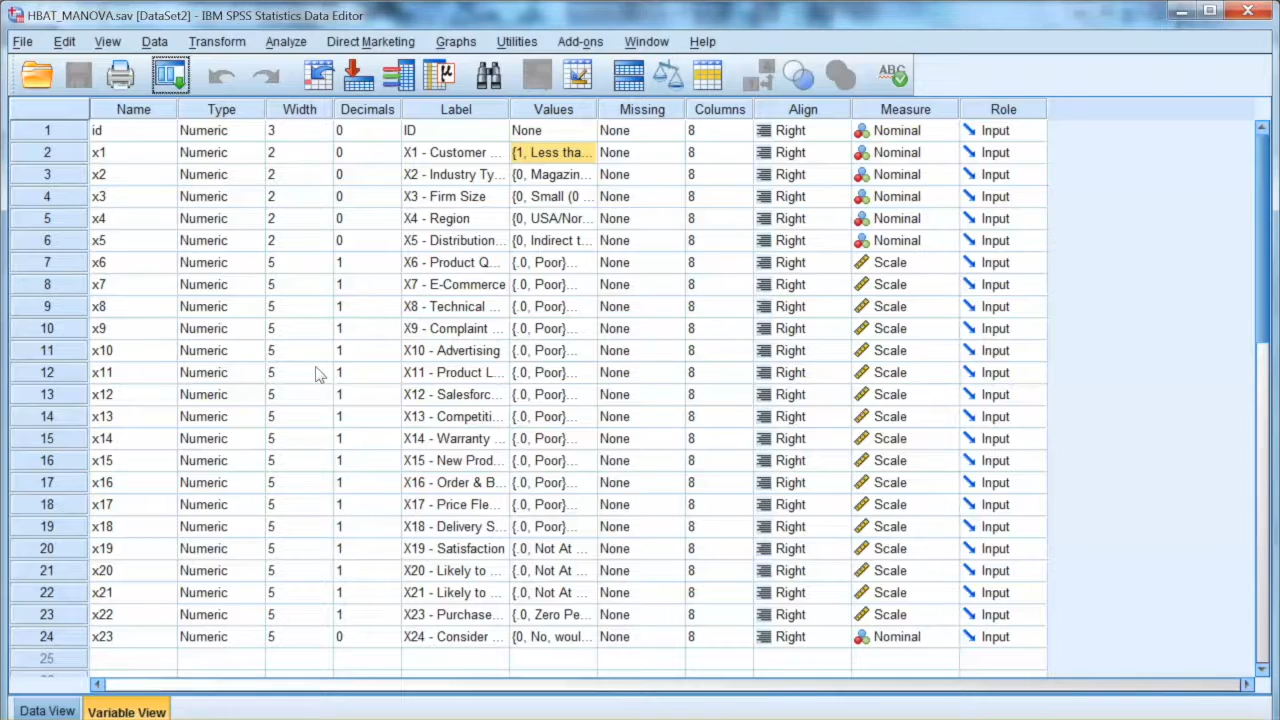 HBAT_MANOVA.sav [DataSet2] - IBM SPSS Statistics Data Editor
File Edit View Data Transform Analyze Direct Marketing Graphs Utilities Add-ons Window Help
ABC
Name Type Width Decimals Label Values Missing Columns Align Measure Role
1 id Numeric 3 0 ID None None 8 Right Nominal Input
2 x1 Numeric 2 0 X1 - Customer ... {1, Less tha... None 8 Right Nominal Input
3 x2 Numeric 2 0 X2 - Industry Ty... {0, Magazin... None 8 Right Nominal Input
4 x3 Numeric 2 0 X3 - Firm Size {0, Small (0 ... None 8 Right Nominal Input
5 x4 Numeric 2 0 X4 - Region {0, USA/Nor... None 8 Right Nominal Input
6 x5 Numeric 2 0 X5 - Distribution... {0, Indirect t... None 8 Right Nominal Input
7 x6 Numeric 5 1 X6 - Product Q... {.0, Poor}... None 8 Right Scale Input
8 x7 Numeric 5 1 X7 - E-Commerce {.0, Poor}... None 8 Right Scale Input
9 x8 Numeric 5 1 X8 - Technical ... {.0, Poor}... None 8 Right Scale Input
10 x9 Numeric 5 1 X9 - Complaint ... {.0, Poor}... None 8 Right Scale Input
11 x10 Numeric 5 1 X10 - Advertising {.0, Poor}... None 8 Right Scale Input
12 x11 Numeric 5 1 X11 - Product L... {.0, Poor}... None 8 Right Scale Input
13 x12 Numeric 5 1 X12 - Salesforc... {.0, Poor}... None 8 Right Scale Input
14 x13 Numeric 5 1 X13 - Competiti... {.0, Poor}... None 8 Right Scale Input
15 x14 Numeric 5 1 X14 - Warranty ... {.0, Poor}... None 8 Right Scale Input
16 x15 Numeric 5 1 X15 - New Prod... {.0, Poor}... None 8 Right Scale Input
17 x16 Numeric 5 1 X16 - Order & B... {.0, Poor}... None 8 Right Scale Input
18 x17 Numeric 5 1 X17 - Price Fle... {.0, Poor}... None 8 Right Scale Input
19 x18 Numeric 5 1 X18 - Delivery S... {.0, Poor}... None 8 Right Scale Input
20 x19 Numeric 5 1 X19 - Satisfaction {.0, Not At ... None 8 Right Scale Input
21 x20 Numeric 5 1 X20 - Likely to ... {.0, Not At ... None 8 Right Scale Input
22 x21 Numeric 5 1 X21 - Likely to ... {.0, Not At ... None 8 Right Scale Input
23 x22 Numeric 5 1 X23 - Purchase... {.0, Zero Pe... None 8 Right Scale Input
24 x23 Numeric 5 0 X24 - Consider ... {0, No, woul... None 8 Right Nominal Input
25
Data View Variable View